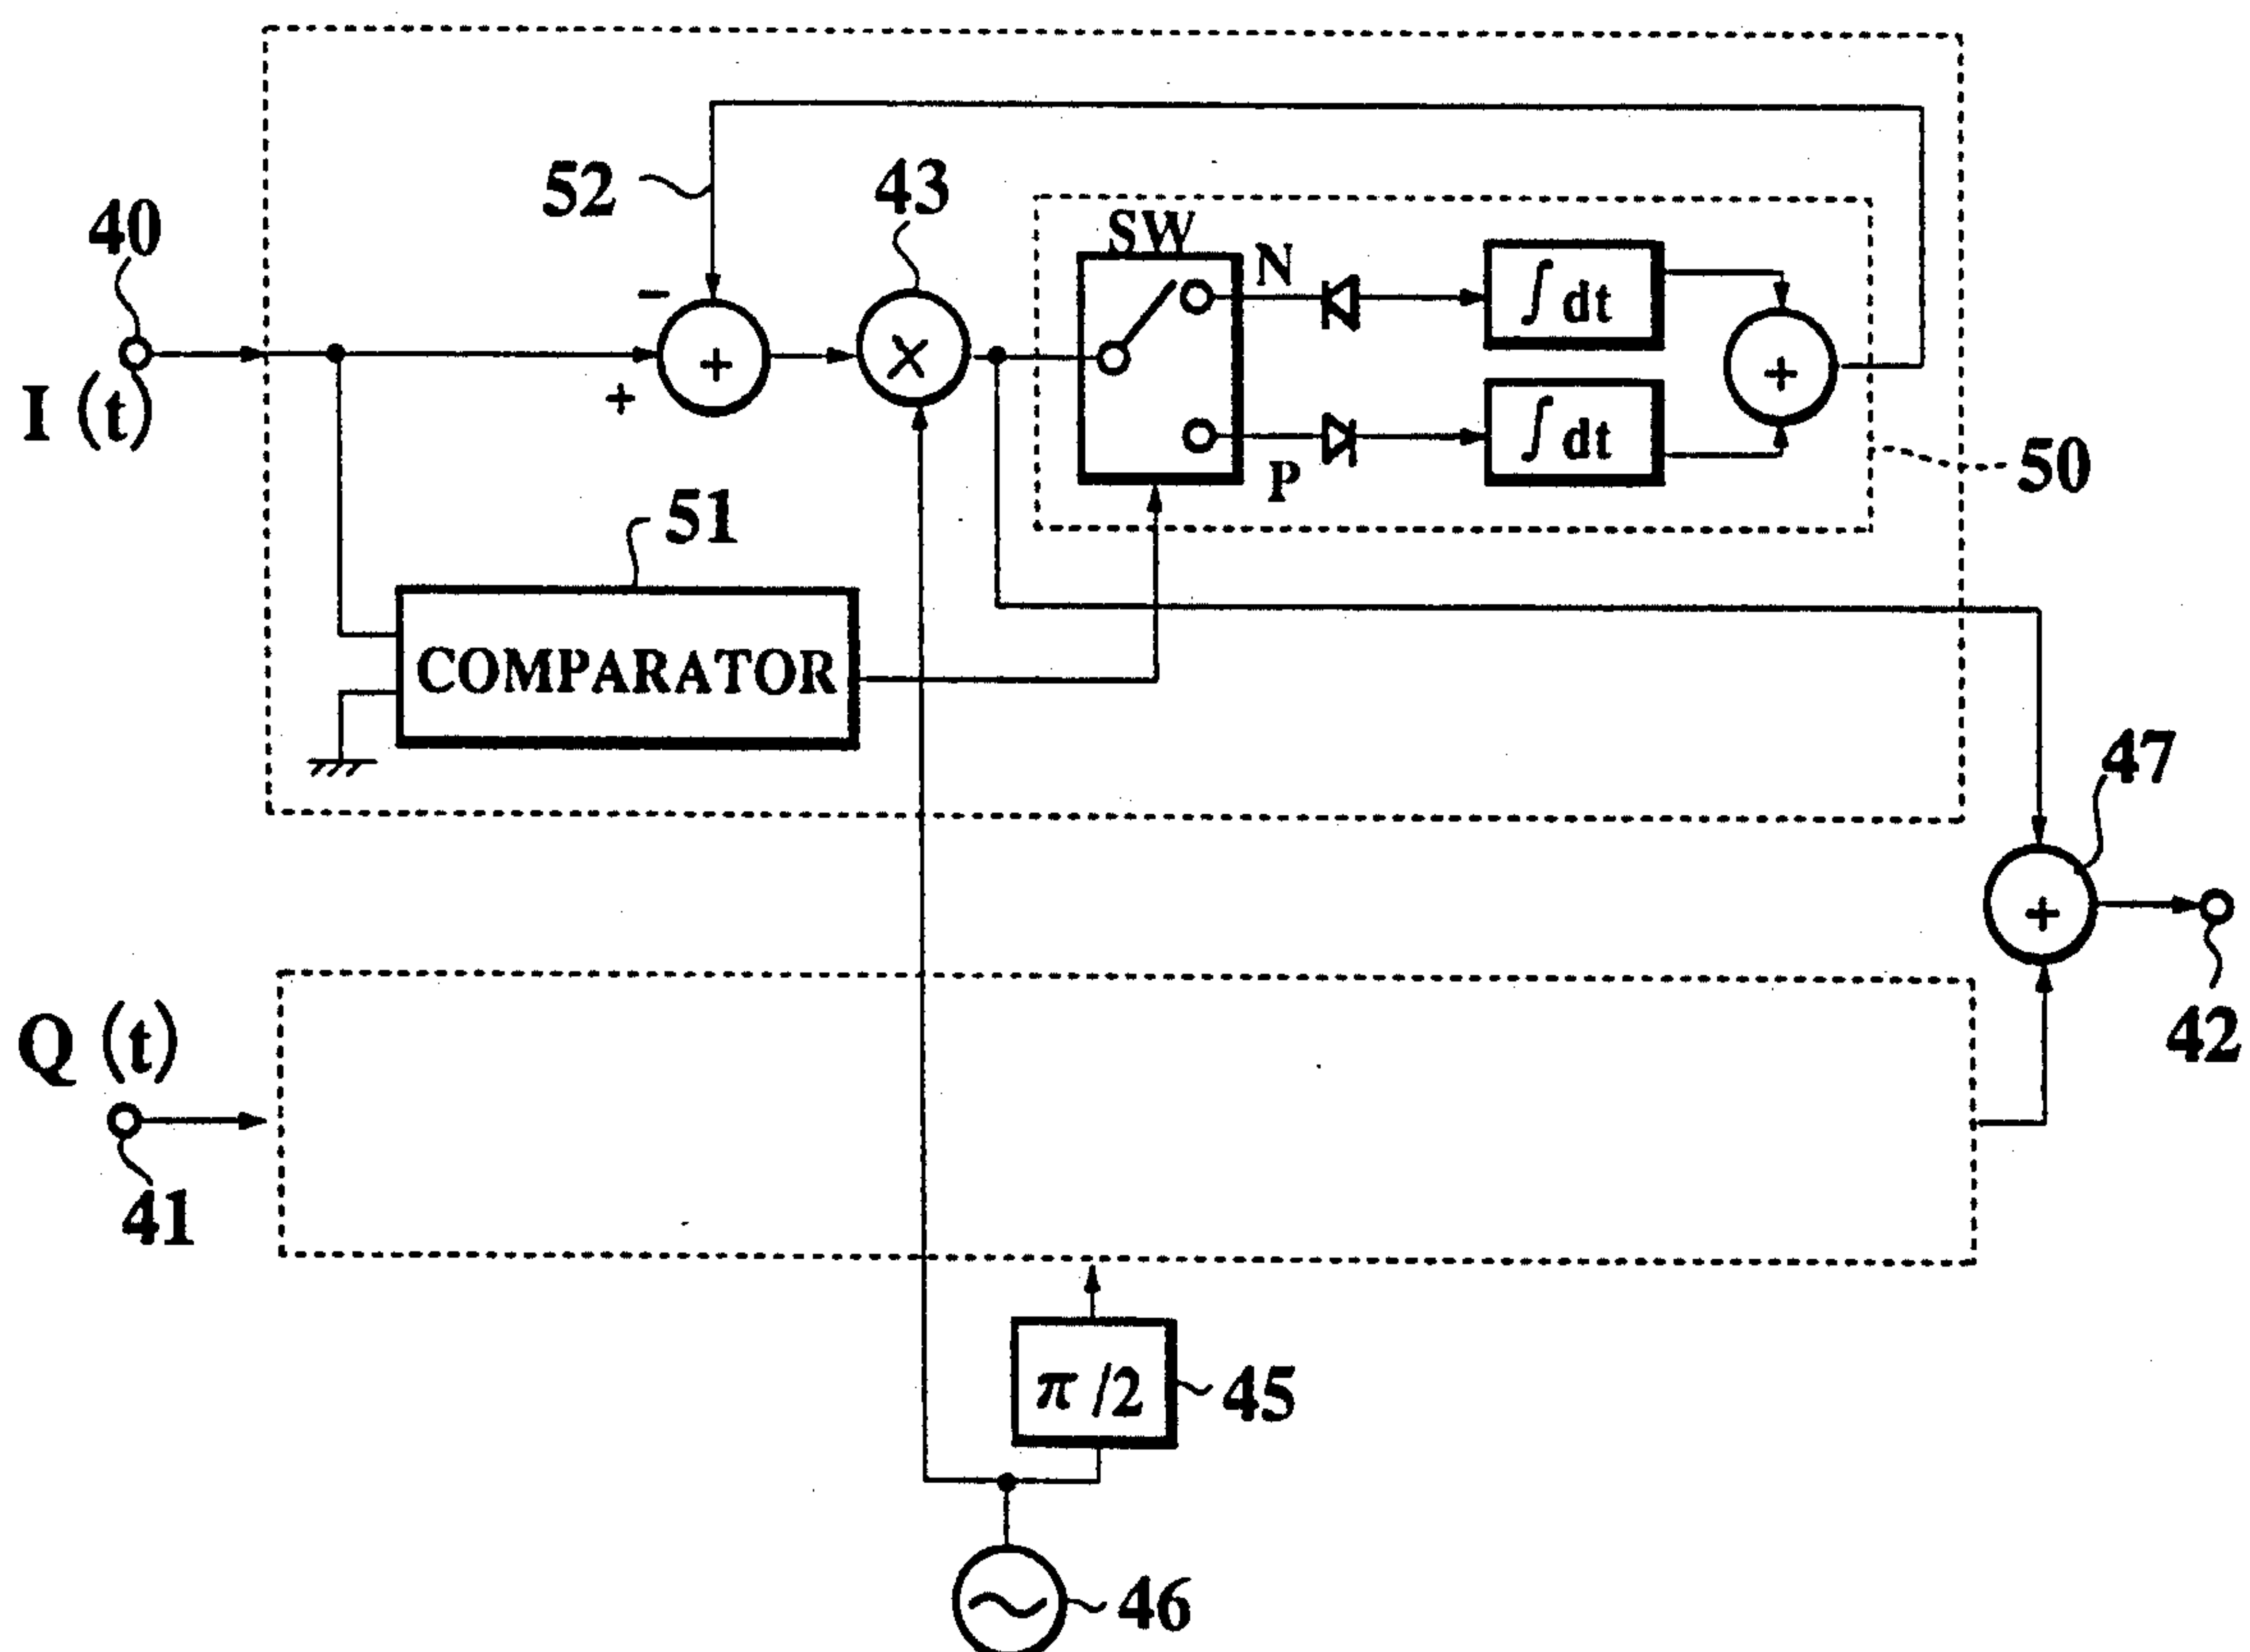 52
43
40
SW
N
∫dt
−
+
+
×
+
I (t)
∫dt
P
50
51
COMPARATOR
47
+
Q (t)
42
41
π/2
45
46